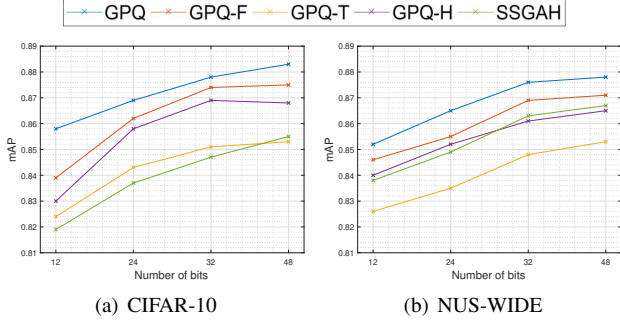 GPQ GPQ-F GPQ-T GPQ-H SSGAH
0.89
0.88
0.87
0.86
0.85
0.84
0.83
0.82
0.81
mAP
12 24 32 48
Number of bits
(a) CIFAR-10
0.89
0.88
0.87
0.86
0.85
0.84
0.83
0.82
0.81
mAP
12 24 32 48
Number of bits
(b) NUS-WIDE